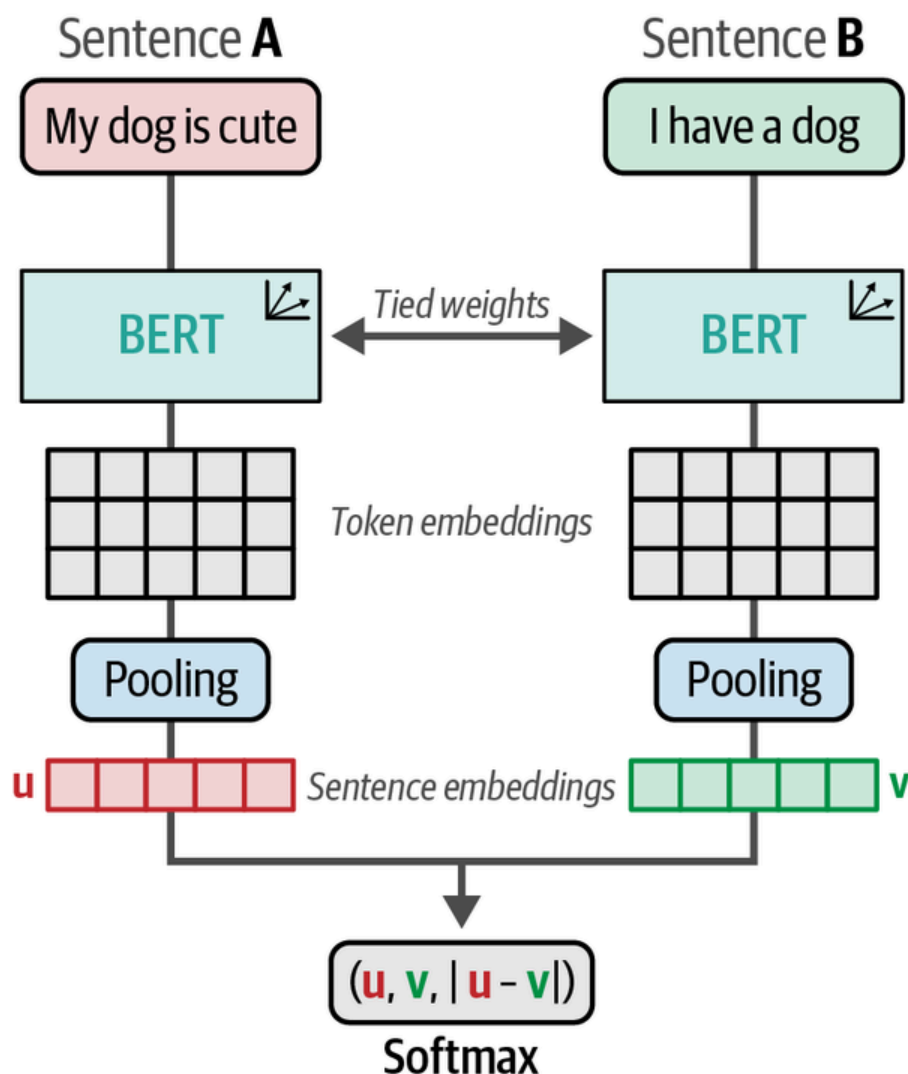 Sentence A
Sentence B
My dog is cute
I have a dog
BERT
Tied weights
BERT
Token embeddings
Pooling
Pooling
u
Sentence embeddings
v
(u, v, | u - v|)
Softmax